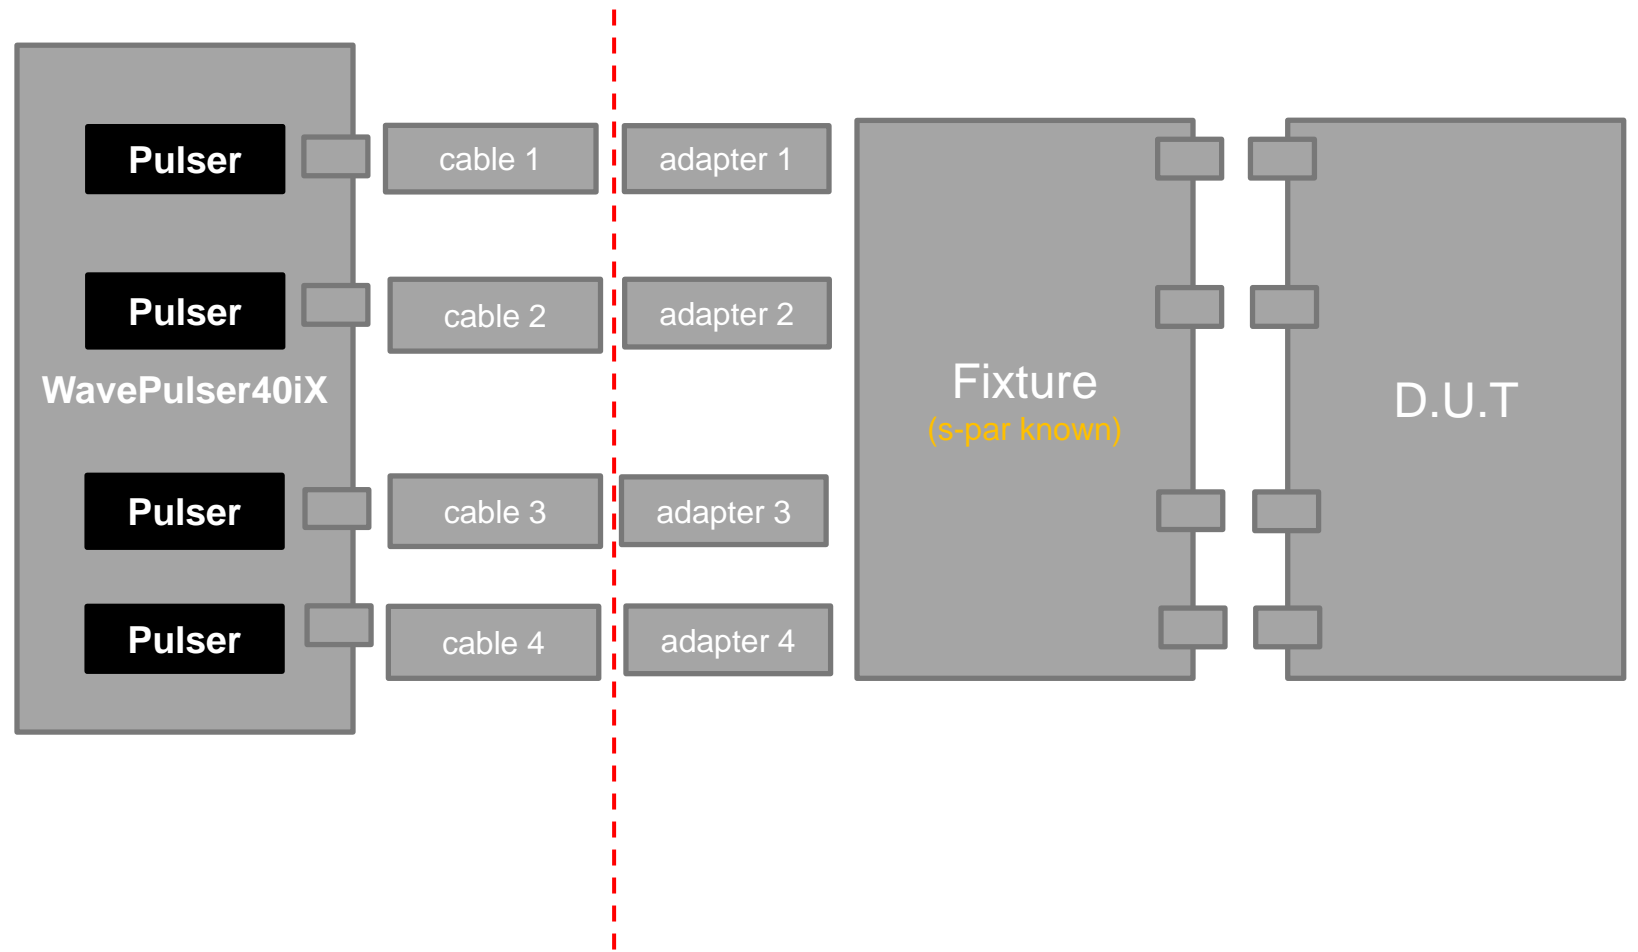 Pulser
cable 1
adapter 1
Pulser
cable 2
adapter 2
WavePulser40iX
Fixture
(s-par known)
D.U.T
Pulser
cable 3
adapter 3
Pulser
cable 4
adapter 4